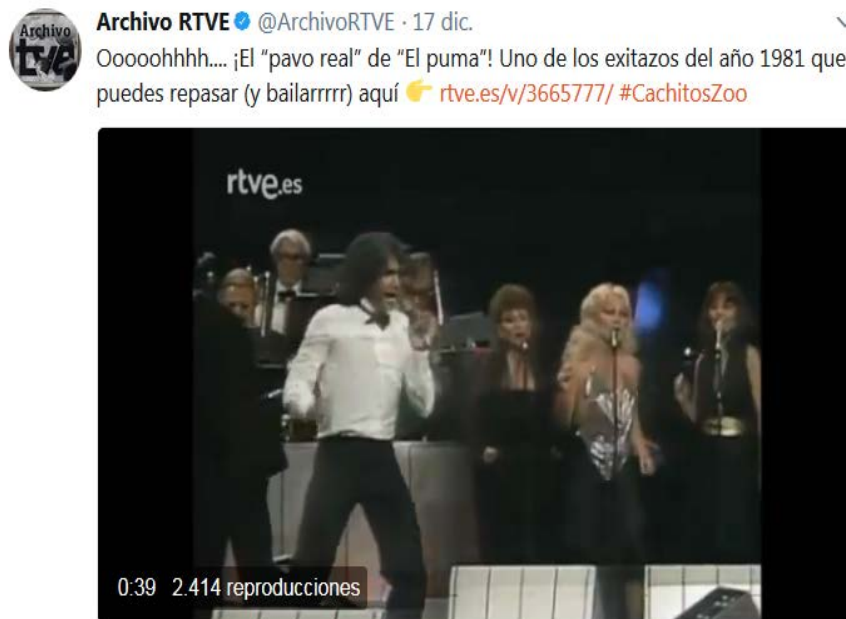 Archivo
tve
Archivo RTVE @ArchivoRTVE · 17 dic.
Ooooohhhh.... ¡El “pavo real” de “El puma”! Uno de los exitazos del año 1981 que
puedes repasar (y bailarrrrr) aquí 👉 rtve.es/v/3665777/ #CachitosZoo
rtve.es
0:39 2.414 reproducciones